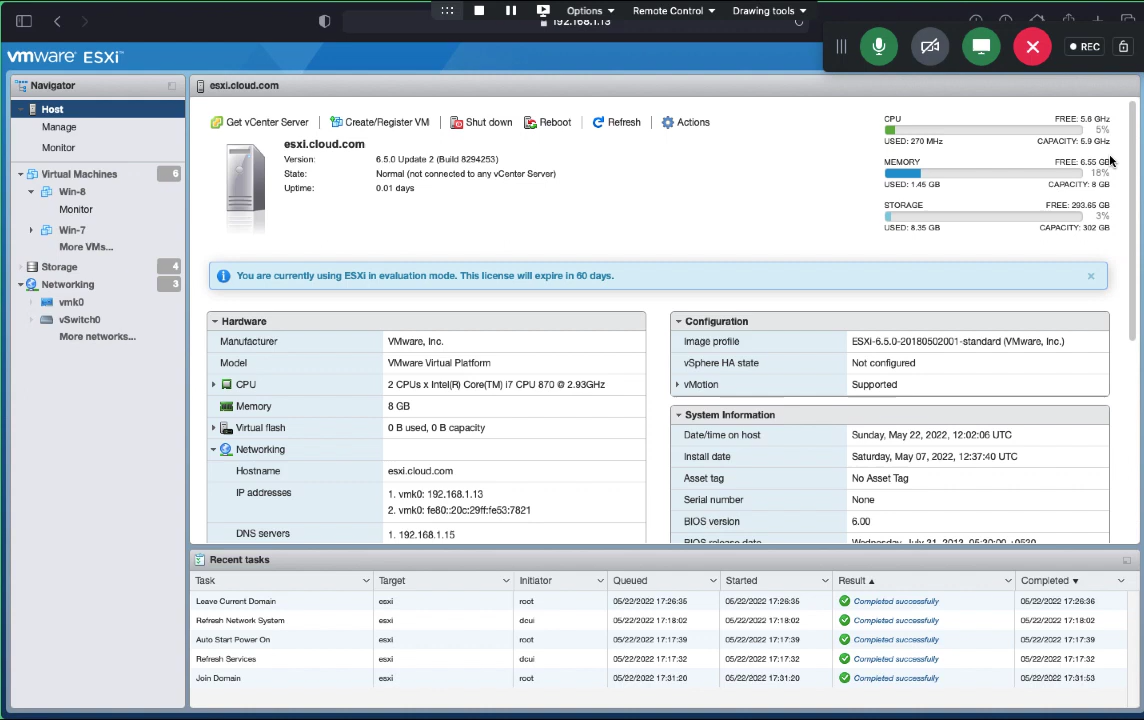 Options
Remote Control
Drawing tools
192.168.1.13
REC
vmware ESXi™
Navigator
Host
Manage
Monitor
Virtual Machines 6
Win-8
Monitor
Win-7
More VMs...
Storage 4
Networking 3
vmk0
vSwitch0
More networks...
esxi.cloud.com
Get vCenter Server
Create/Register VM
Shut down
Reboot
Refresh
Actions
esxi.cloud.com
Version: 6.5.0 Update 2 (Build 8294253)
State: Normal (not connected to any vCenter Server)
Uptime: 0.01 days
CPU FREE: 5.6 GHz
5%
USED: 270 MHz CAPACITY: 5.9 GHz
MEMORY FREE: 6.55 GB
18%
USED: 1.45 GB CAPACITY: 8 GB
STORAGE FREE: 293.65 GB
3%
USED: 8.35 GB CAPACITY: 302 GB
You are currently using ESXi in evaluation mode. This license will expire in 60 days.
Hardware
Manufacturer VMware, Inc.
Model VMware Virtual Platform
CPU 2 CPUs x Intel(R) Core(TM) i7 CPU 870 @ 2.93GHz
Memory 8 GB
Virtual flash 0 B used, 0 B capacity
Networking
Hostname esxi.cloud.com
IP addresses 1. vmk0: 192.168.1.13
2. vmk0: fe80::20c:29ff:fe53:7821
DNS servers 1. 192.168.1.15
Configuration
Image profile ESXi-6.5.0-20180502001-standard (VMware, Inc.)
vSphere HA state Not configured
vMotion Supported
System Information
Date/time on host Sunday, May 22, 2022, 12:02:06 UTC
Install date Saturday, May 07, 2022, 12:37:40 UTC
Asset tag No Asset Tag
Serial number None
BIOS version 6.00
BIOS release date Wednesday, July 31, 2013, 05:30:00 +0530
Recent tasks
Task Target Initiator Queued Started Result Completed
Leave Current Domain esxi root 05/22/2022 17:26:35 05/22/2022 17:26:35 Completed successfully 05/22/2022 17:26:36
Refresh Network System esxi dcui 05/22/2022 17:18:02 05/22/2022 17:18:02 Completed successfully 05/22/2022 17:18:02
Auto Start Power On esxi root 05/22/2022 17:17:39 05/22/2022 17:17:39 Completed successfully 05/22/2022 17:17:39
Refresh Services esxi dcui 05/22/2022 17:17:32 05/22/2022 17:17:32 Completed successfully 05/22/2022 17:17:32
Join Domain esxi root 05/22/2022 17:31:20 05/22/2022 17:31:20 Completed successfully 05/22/2022 17:31:53